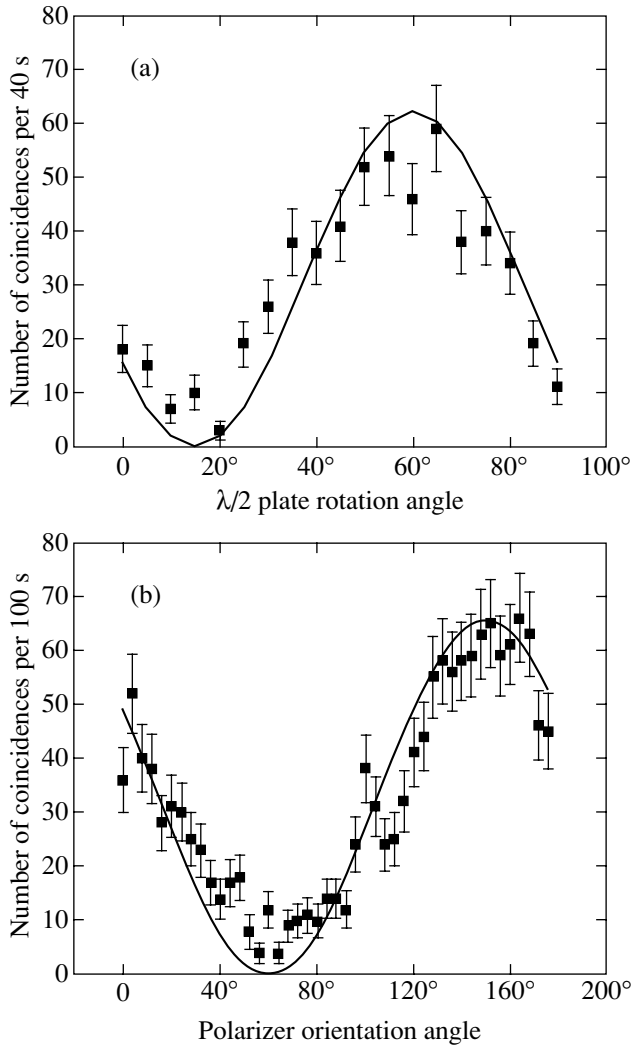 80
(a)
70
60
50
40
30
20
10
0
0 20° 40° 60° 80° 100°
λ/2 plate rotation angle
Number of coincidences per 40 s
80
(b)
70
60
50
40
30
20
10
0
0 40° 80° 120° 160° 200°
Polarizer orientation angle
Number of coincidences per 100 s